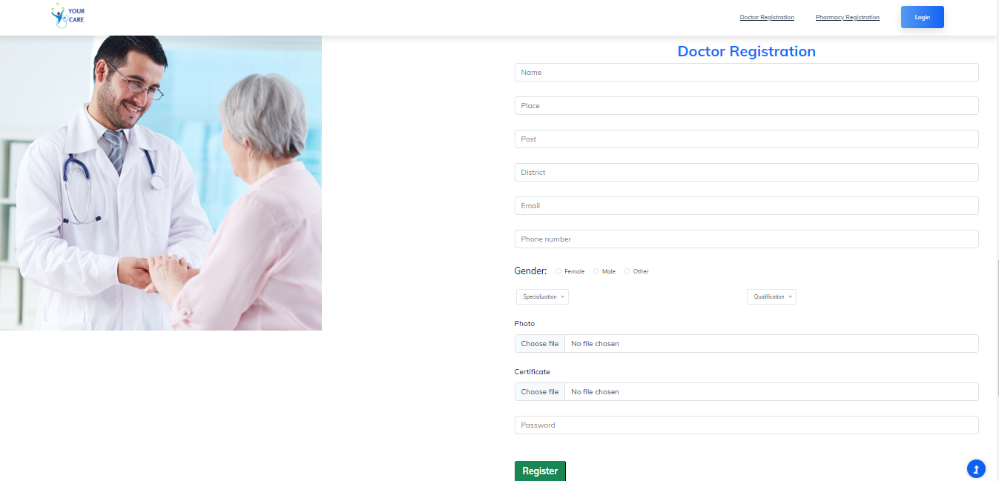 YOUR
CARE
Doctor Registration
Pharmacy Registration
Login
Doctor Registration
Name
Place
Post
District
Email
Phone number
Gender: Female Male Other
Specialization
Qualification
Photo
Choose file No file chosen
Certificate
Choose file No file chosen
Password
Register